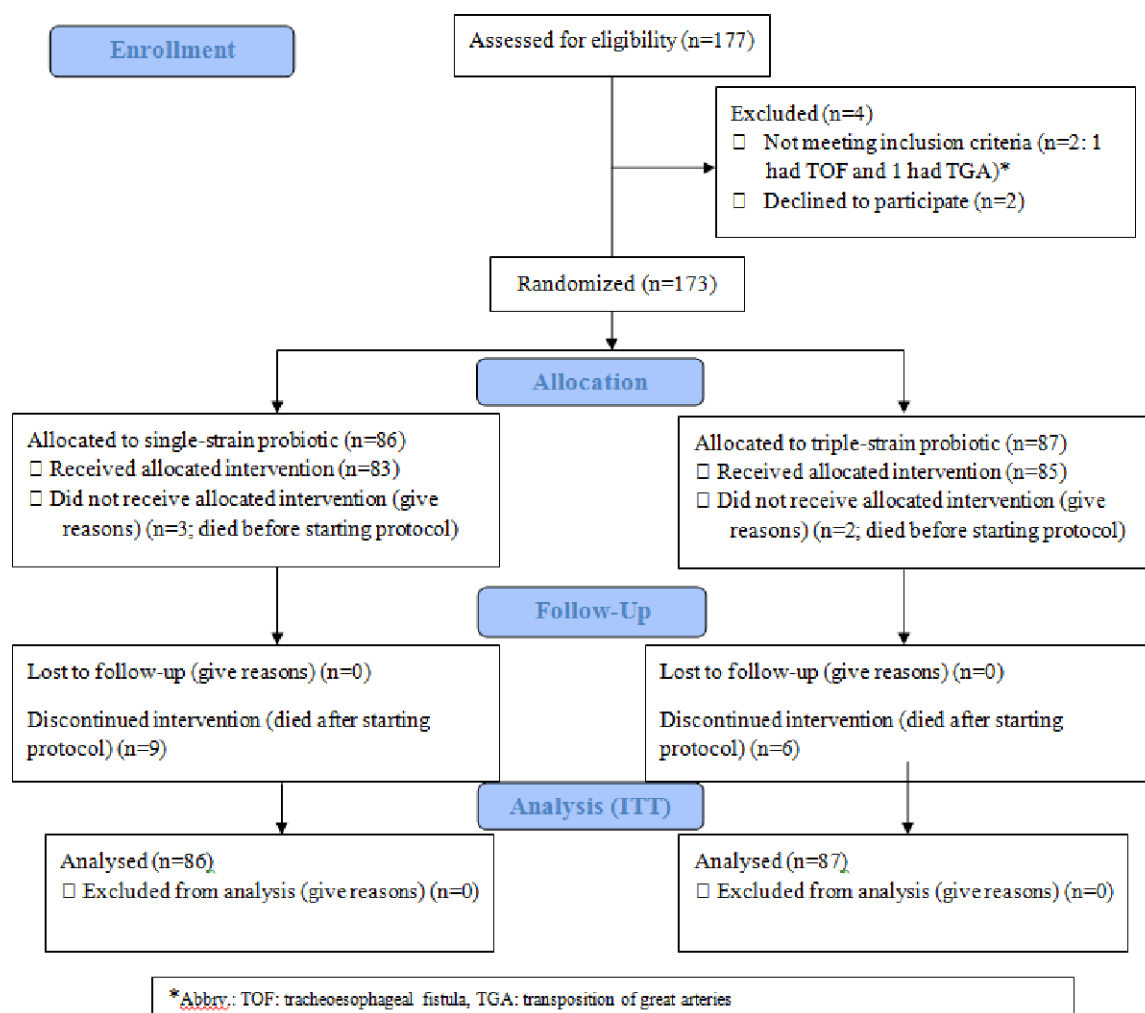 Enrollment
Assessed for eligibility (n=177)
Excluded (n=4)
□ Not meeting inclusion criteria (n=2: 1
had TOF and 1 had TGA)*
□ Declined to participate (n=2)
Randomized (n=173)
Allocation
Allocated to single-strain probiotic (n=86)
□ Received allocated intervention (n=83)
□ Did not receive allocated intervention (give
reasons) (n=3; died before starting protocol)
Allocated to triple-strain probiotic (n=87)
□ Received allocated intervention (n=85)
□ Did not receive allocated intervention (give
reasons) (n=2; died before starting protocol)
Follow-Up
Lost to follow-up (give reasons) (n=0)
Discontinued intervention (died after starting
protocol) (n=9)
Lost to follow-up (give reasons) (n=0)
Discontinued intervention (died after starting
protocol) (n=6)
Analysis (ITT)
Analysed (n=86)
□ Excluded from analysis (give reasons) (n=0)
Analysed (n=87)
□ Excluded from analysis (give reasons) (n=0)
*Abbry.: TOF: tracheoesophageal fistula, TGA: transposition of great arteries